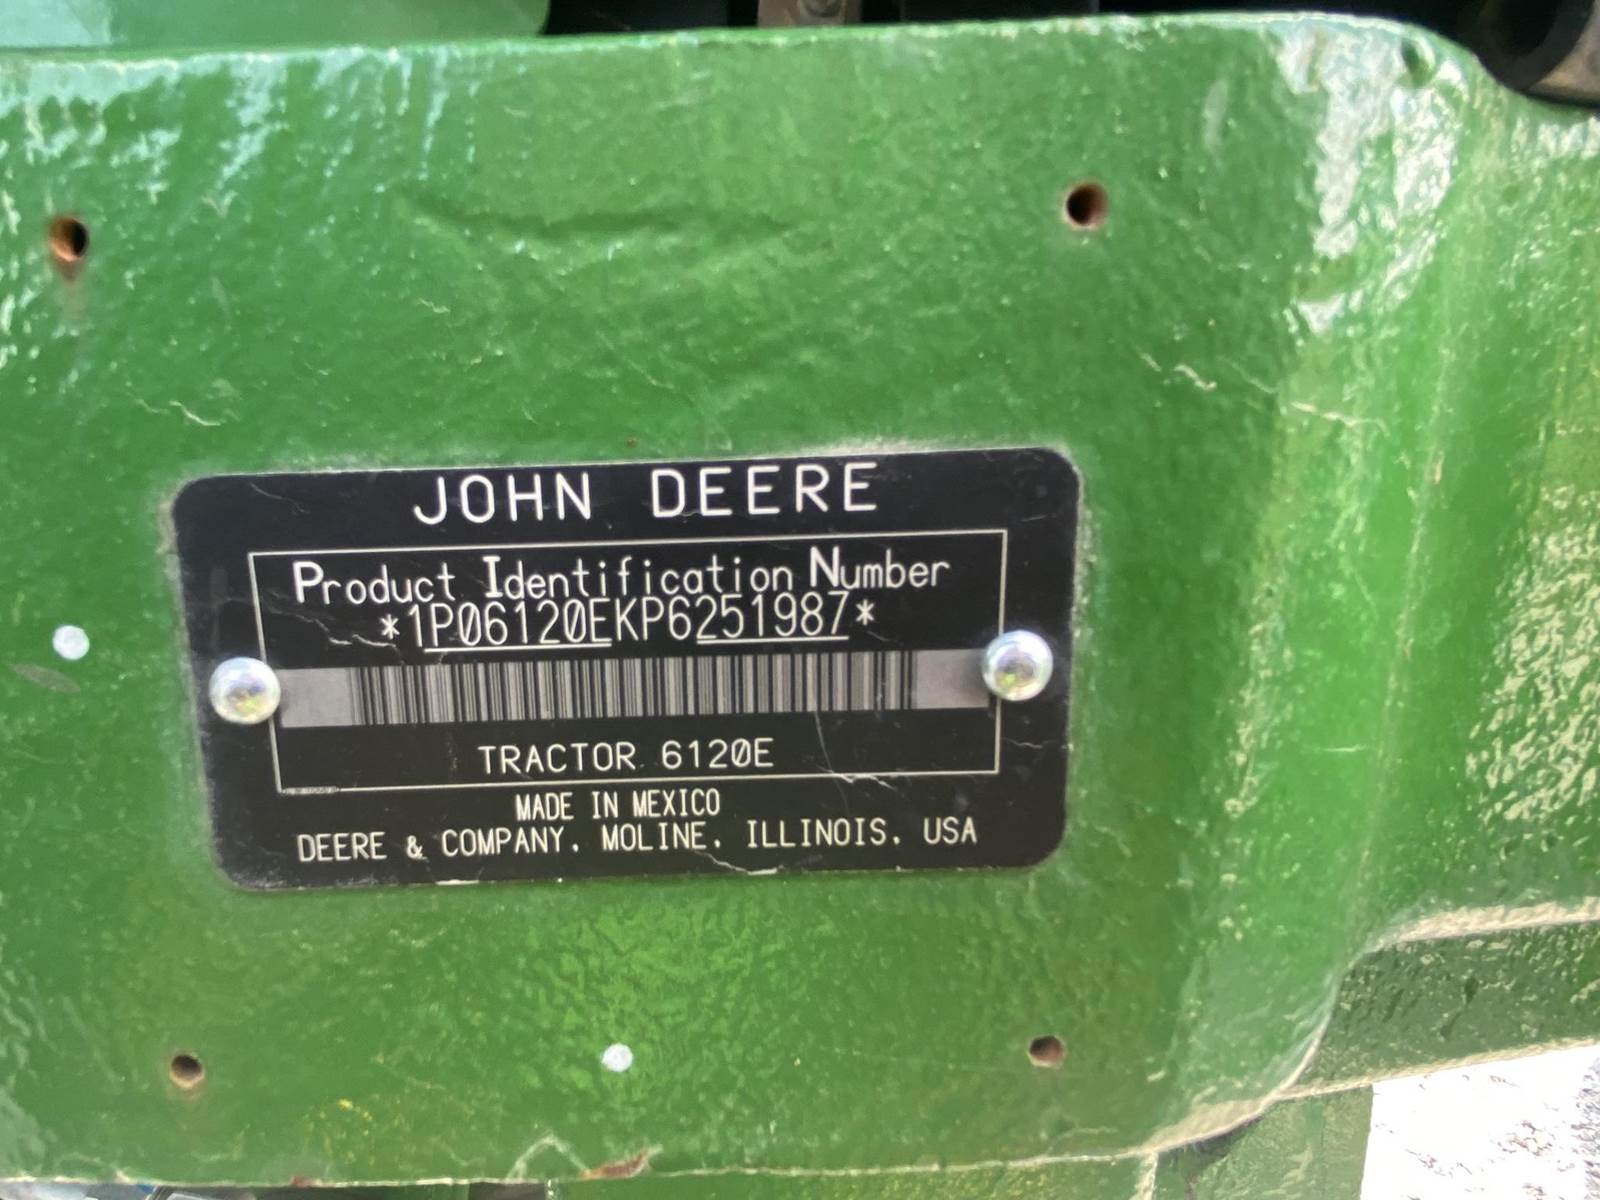 JOHN DEERE
Product Identification Number
*1P06120EKP6251987*
TRACTOR 6120E
MADE IN MEXICO
DEERE & COMPANY, MOLINE, ILLINOIS, USA